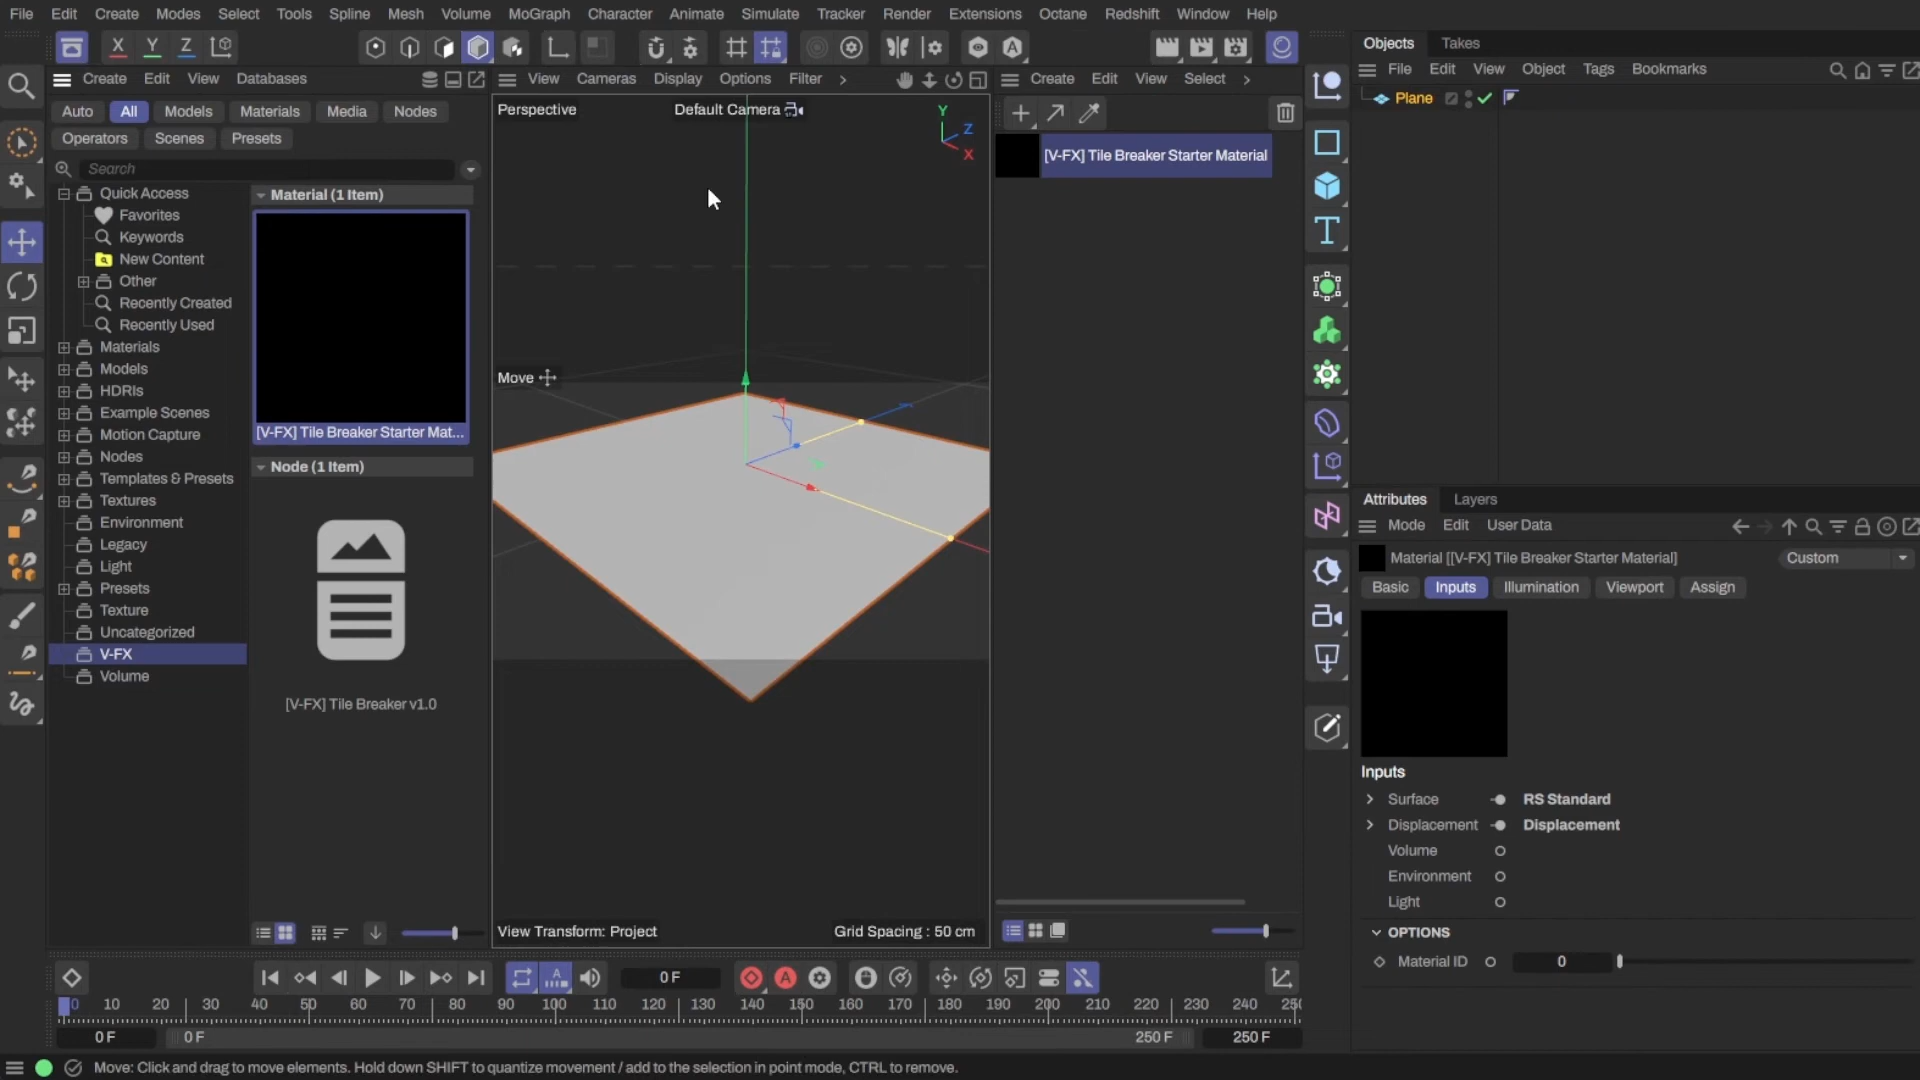 File Edit Create Modes Select Tools Spline Mesh Volume MoGraph Character Animate Simulate Tracker Render Extensions Octane Redshift Window Help
X Y Z
Create Edit View Databases
Auto All Models Materials Media Nodes
Operators Scenes Presets
Search
Quick Access
Favorites
Keywords
New Content
Other
Recently Created
Recently Used
Materials
Models
HDRIs
Example Scenes
Motion Capture
Nodes
Templates & Presets
Textures
Environment
Legacy
Light
Presets
Texture
Uncategorized
V-FX
Volume
Material (1 Item)
[V-FX] Tile Breaker Starter Mat...
Node (1 Item)
[V-FX] Tile Breaker v1.0
View Cameras Display Options Filter
Perspective Default Camera
Y
Z
X
Move
View Transform: Project Grid Spacing : 50 cm
Create Edit View Select
[V-FX] Tile Breaker Starter Material
Objects Takes
File Edit View Object Tags Bookmarks
Plane
Attributes Layers
Mode Edit User Data
Material [[V-FX] Tile Breaker Starter Material] Custom
Basic Inputs Illumination Viewport Assign
Inputs
Surface RS Standard
Displacement Displacement
Volume
Environment
Light
OPTIONS
Material ID 0
0 F
0 10 20 30 40 50 60 70 80 90 100 110 120 130 140 150 160 170 180 190 200 210 220 230 240 25
0 F 0 F 250 F 250 F
Move: Click and drag to move elements. Hold down SHIFT to quantize movement / add to the selection in point mode, CTRL to remove.